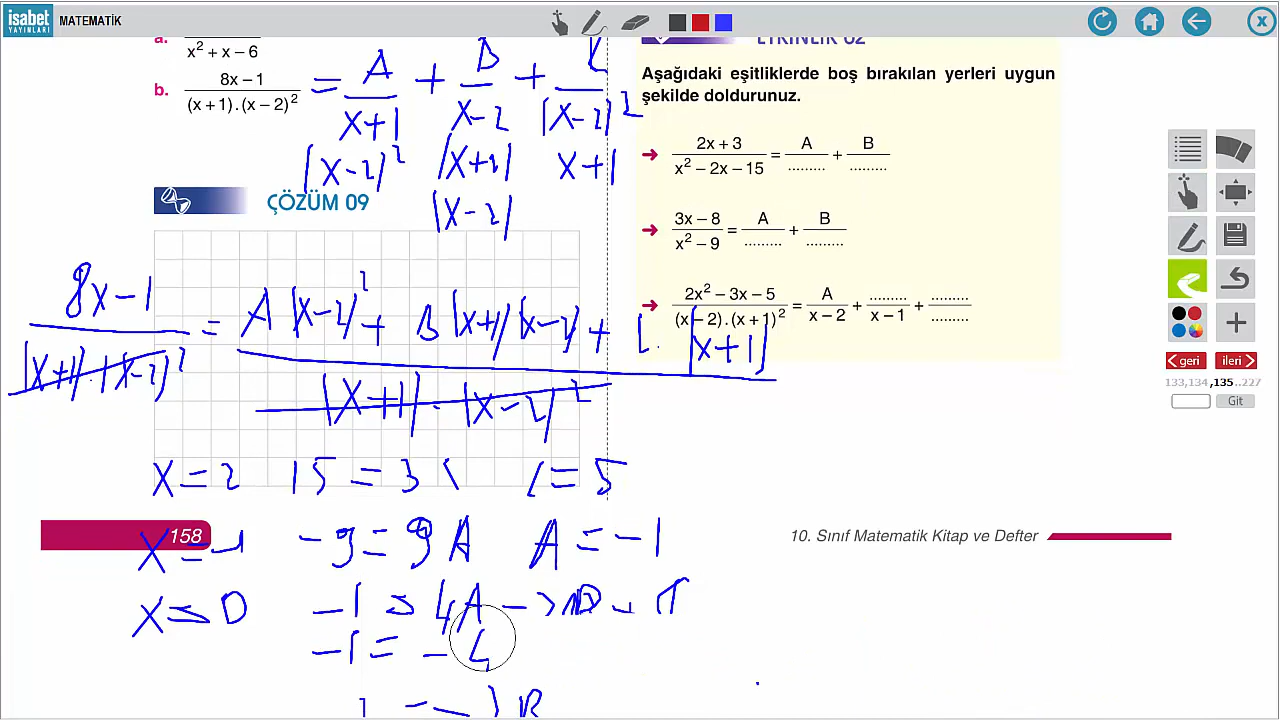 isabet
YAYINLARI
MATEMATİK
a.
x² + x – 6
b. 8x – 1 / (x + 1) . (x – 2)² = A / x+1 + B / x–2 + C / (x–2)²
(x–2)² (x+1) x+1
(x–2)
ÇÖZÜM 09
8x–1 / (x+1).(x–2)² = A (x–2)² + B (x+1)(x–2) + C. (x+1) / (x+1).(x–2)²
x=2 15=3C C=5
x=–1 –9=9A A=–1
x=0 –1 = 4A –2B +
–1 = –4
158
ETKİNLİK 02
Aşağıdaki eşitliklerde boş bırakılan yerleri uygun
şekilde doldurunuz.
➜ 2x + 3 / x² – 2x – 15 = A / ......... + B / .........
➜ 3x – 8 / x² – 9 = A / ......... + B / .........
➜ 2x² – 3x – 5 / (x – 2) . (x + 1)² = A / x – 2 + ......... / x – 1 + ......... / .........
10. Sınıf Matematik Kitap ve Defter
geri ileri
133,134,135..227
Git